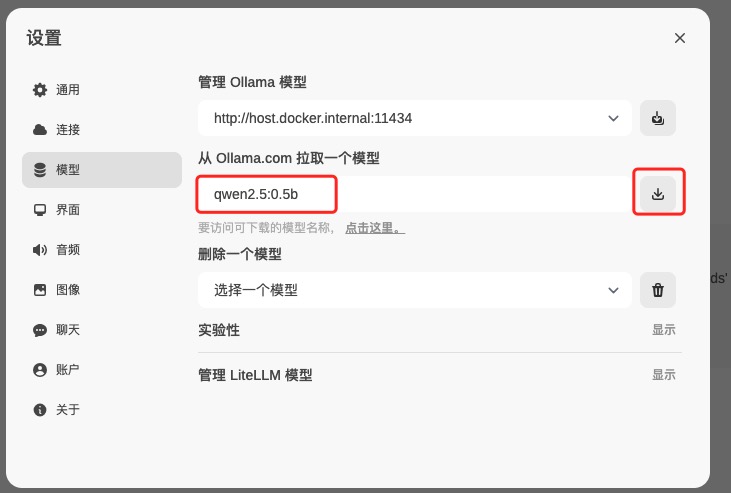 设置
通用
连接
模型
界面
音频
图像
聊天
账户
关于
管理 Ollama 模型
http://host.docker.internal:11434
从 Ollama.com 拉取一个模型
qwen2.5:0.5b
要访问可下载的模型名称， 点击这里。
删除一个模型
选择一个模型
实验性 显示
管理 LiteLLM 模型 显示
ds'